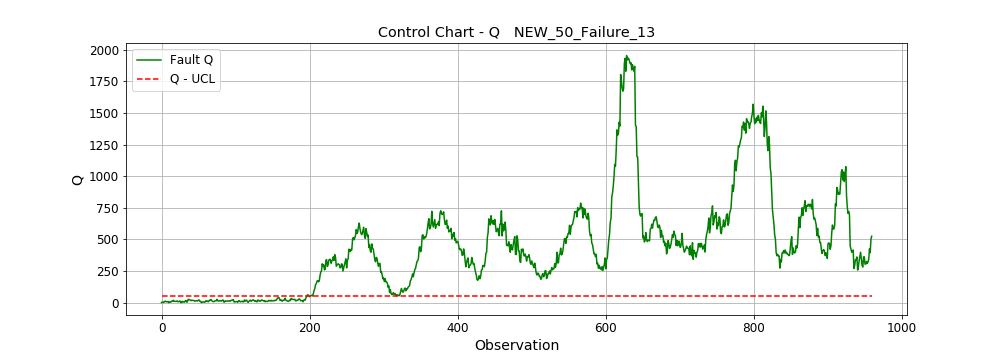 Control Chart - Q   NEW_50_Failure_13
Fault Q
Q - UCL
2000
1750
1500
1250
1000
750
500
250
0
Q
0 200 400 600 800 1000
Observation